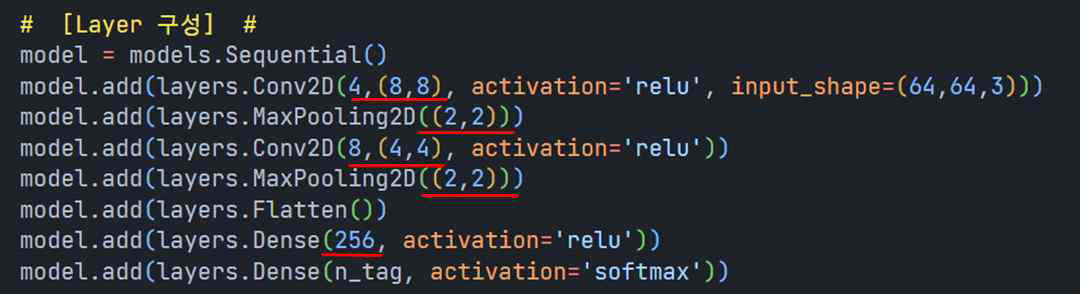 # [Layer 구성] #
model = models.Sequential()
model.add(layers.Conv2D(4,(8,8), activation='relu', input_shape=(64,64,3)))
model.add(layers.MaxPooling2D((2,2)))
model.add(layers.Conv2D(8,(4,4), activation='relu'))
model.add(layers.MaxPooling2D((2,2)))
model.add(layers.Flatten())
model.add(layers.Dense(256, activation='relu'))
model.add(layers.Dense(n_tag, activation='softmax'))